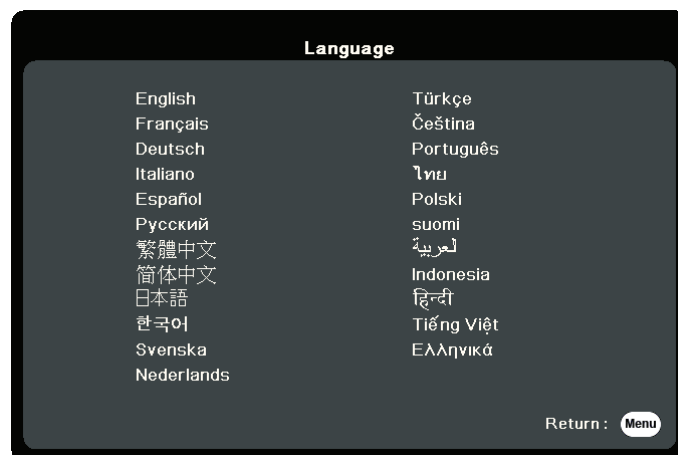 Language
English
Français
Deutsch
Italiano
Español
Русский
繁體中文
简体中文
日本語
한국어
Svenska
Nederlands
Türkçe
Čeština
Português
ไทย
Polski
suomi
العربية
Indonesia
हिन्दी
Tiếng Việt
Ελληνικά
Return : Menu